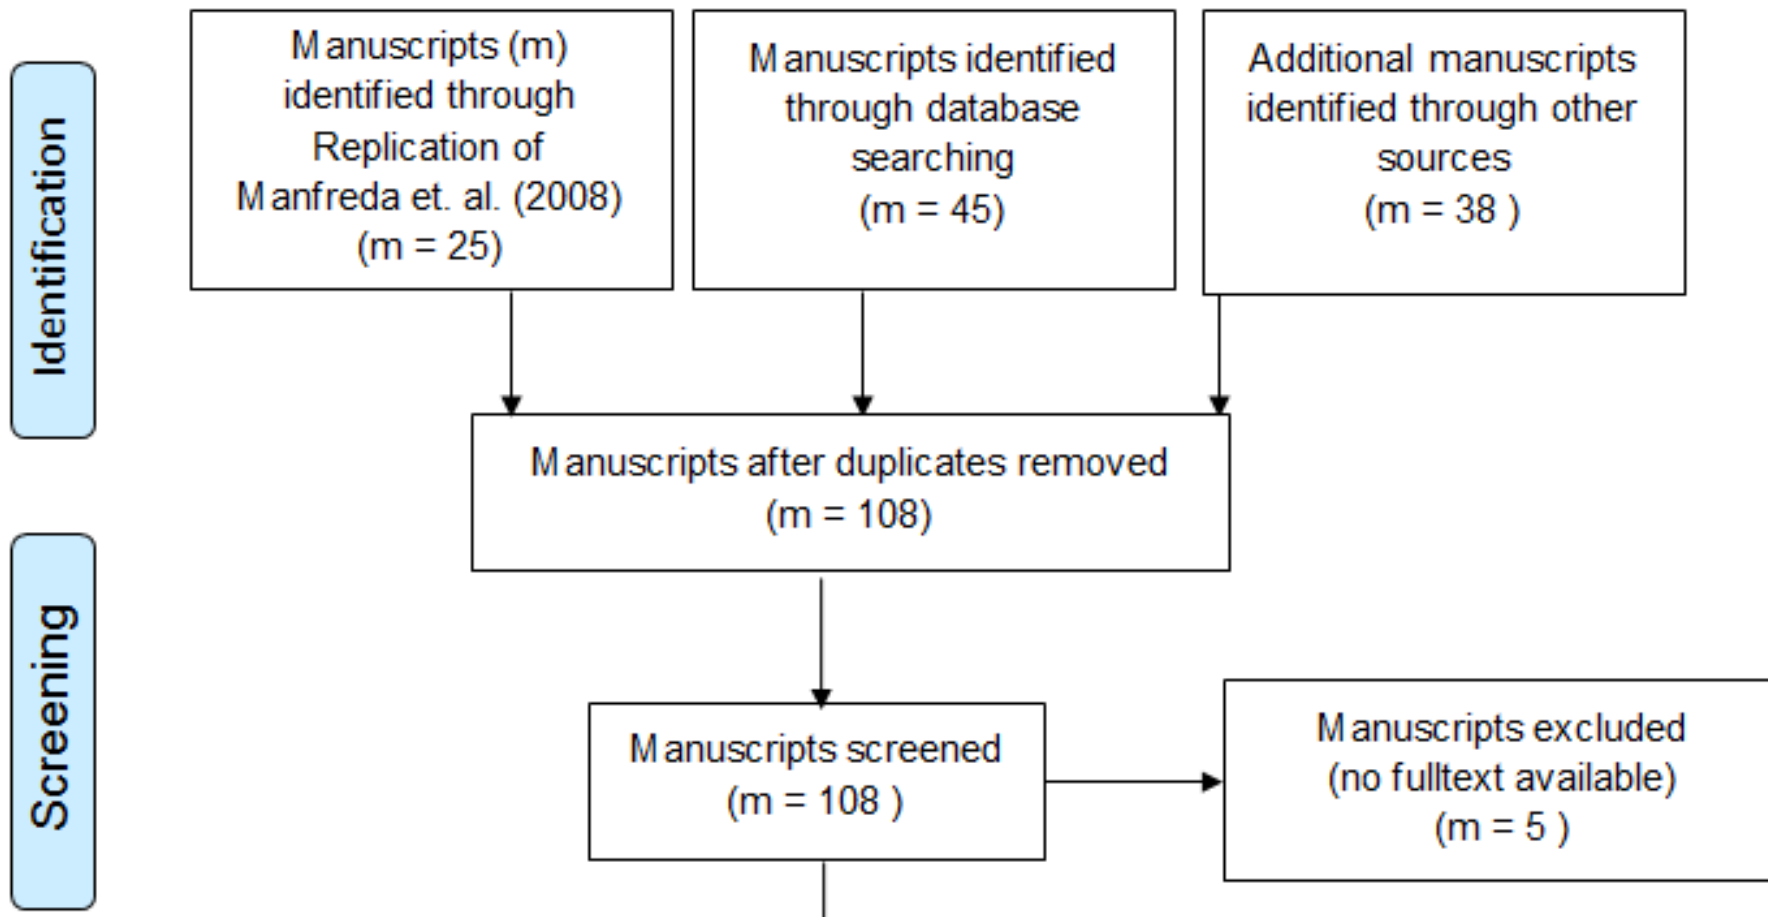 Identification
Manuscripts (m)
identified through
Replication of
Manfreda et. al. (2008)
(m = 25)
Manuscripts identified
through database
searching
(m = 45)
Additional manuscripts
identified through other
sources
(m = 38 )
Manuscripts after duplicates removed
(m = 108)
Screening
Manuscripts screened
(m = 108 )
Manuscripts excluded
(no fulltext available)
(m = 5 )